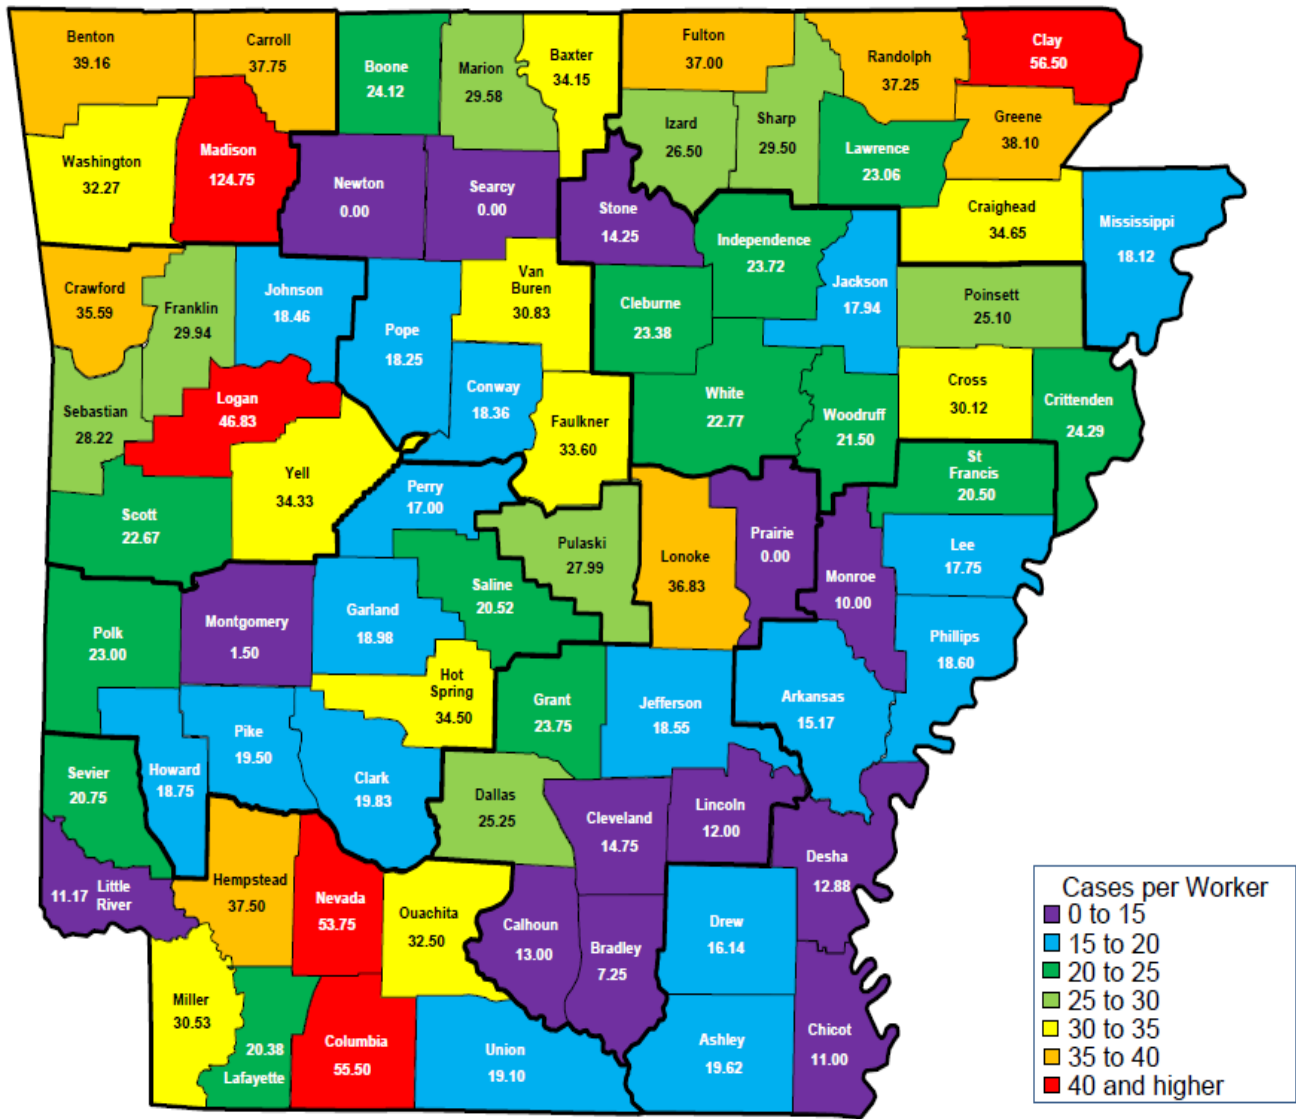 Benton
39.16
Carroll
37.75
Boone
24.12
Marion
29.58
Baxter
34.15
Fulton
37.00
Randolph
37.25
Clay
56.50
Izard
26.50
Sharp
29.50
Greene
38.10
Lawrence
23.06
Washington
32.27
Madison
124.75
Newton
0.00
Searcy
0.00
Stone
14.25
Craighead
34.65
Mississippi
18.12
Independence
23.72
Crawford
35.59
Franklin
29.94
Johnson
18.46
Pope
18.25
Van
Buren
30.83
Cleburne
23.38
Jackson
17.94
Poinsett
25.10
Sebastian
28.22
Logan
46.83
Conway
18.36
Faulkner
33.60
White
22.77
Woodruff
21.50
Cross
30.12
Crittenden
24.29
Yell
34.33
Perry
17.00
St
Francis
20.50
Scott
22.67
Pulaski
27.99
Lonoke
36.83
Prairie
0.00
Monroe
10.00
Lee
17.75
Polk
23.00
Montgomery
1.50
Garland
18.98
Saline
20.52
Phillips
18.60
Hot
Spring
34.50
Grant
23.75
Jefferson
18.55
Arkansas
15.17
Sevier
20.75
Howard
18.75
Pike
19.50
Clark
19.83
Dallas
25.25
Cleveland
14.75
Lincoln
12.00
Desha
12.88
11.17 Little
River
Hempstead
37.50
Nevada
53.75
Ouachita
32.50
Calhoun
13.00
Bradley
7.25
Drew
16.14
Miller
30.53
20.38
Lafayette
Columbia
55.50
Union
19.10
Ashley
19.62
Chicot
11.00
Cases per Worker
0 to 15
15 to 20
20 to 25
25 to 30
30 to 35
35 to 40
40 and higher